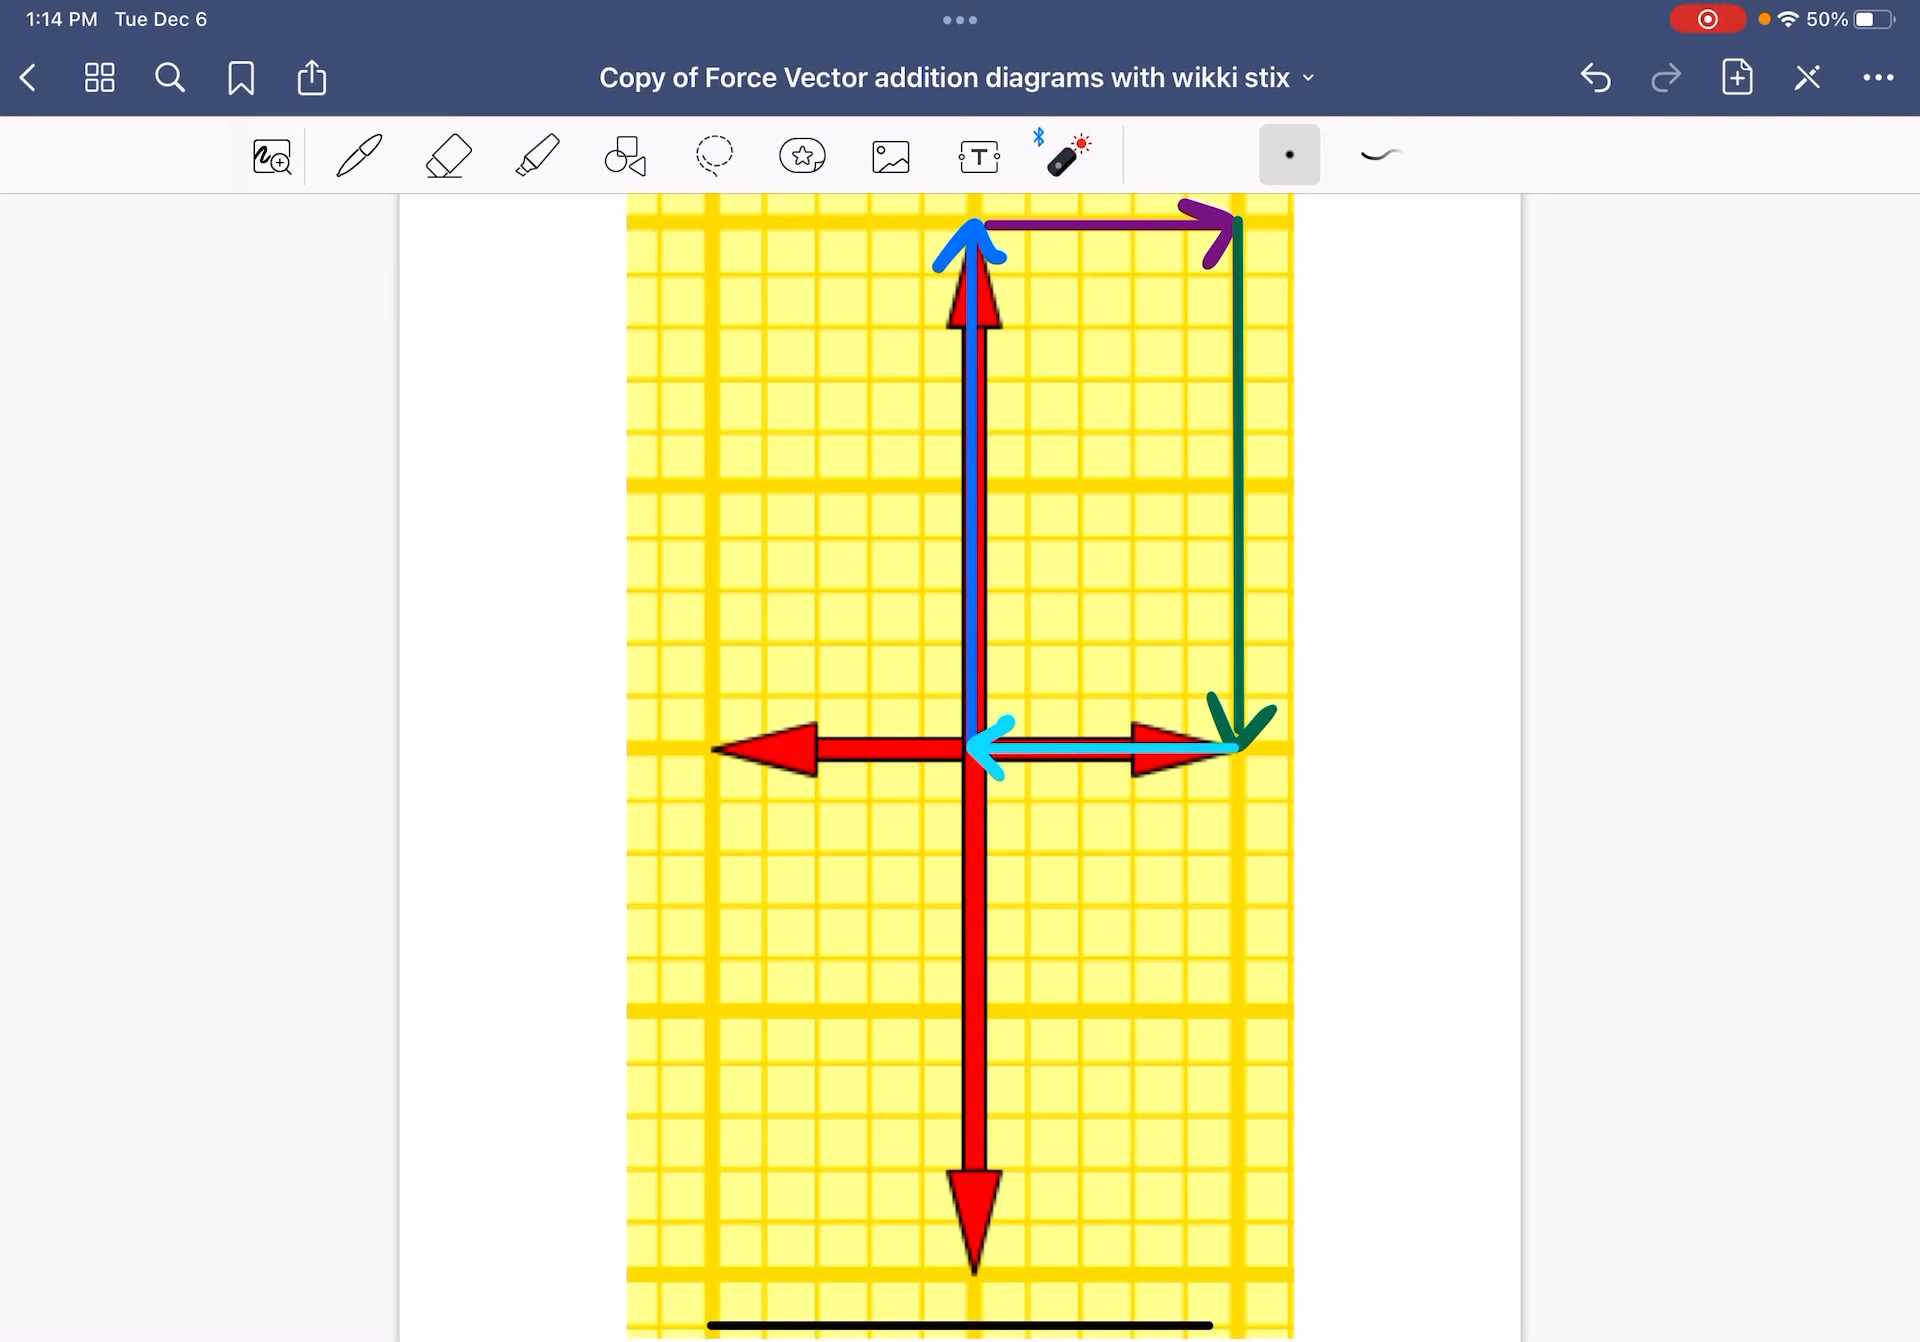 1:14 PM Tue Dec 6
50%
Copy of Force Vector addition diagrams with wikki stix
T